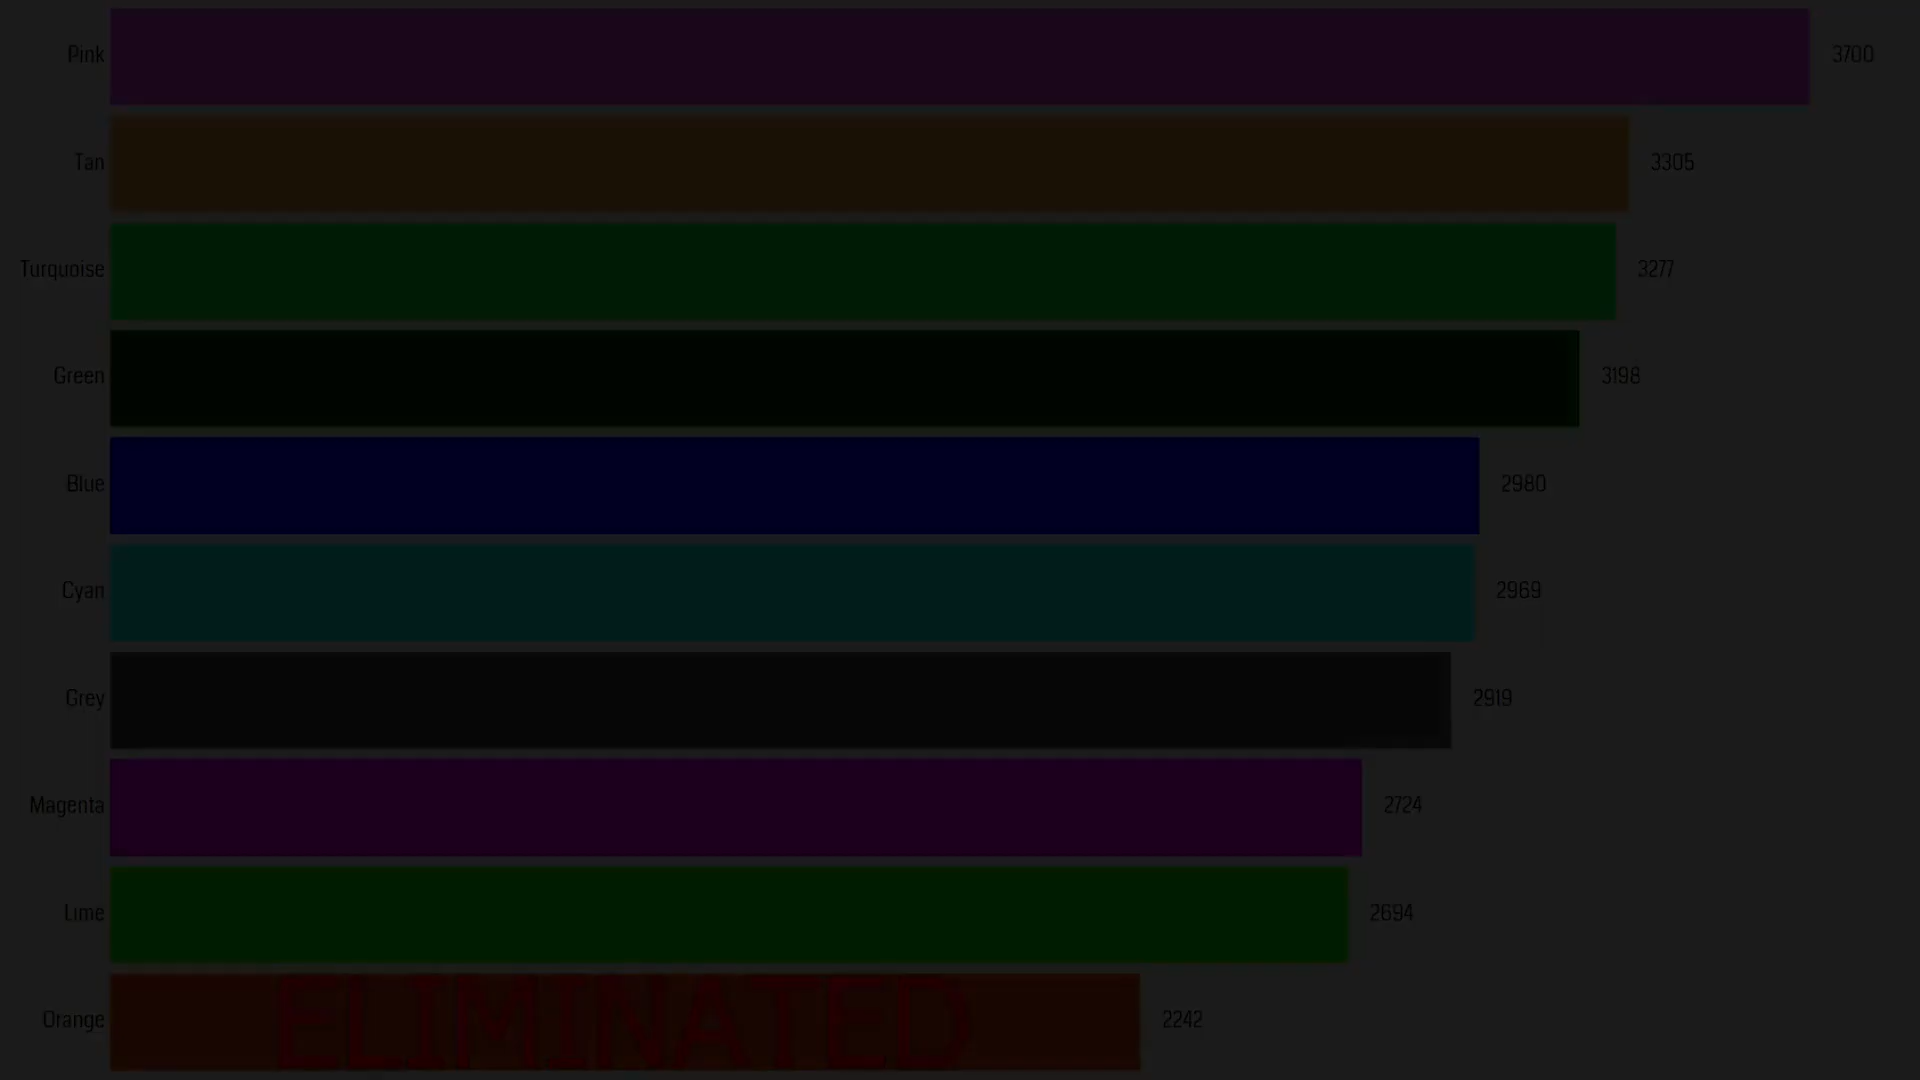 Pink 3700
Tan 3305
Turquoise 3277
Green 3198
Blue 2980
Cyan 2969
Grey 2919
Magenta 2724
Lime 2694
Orange ELIMINATED 2242